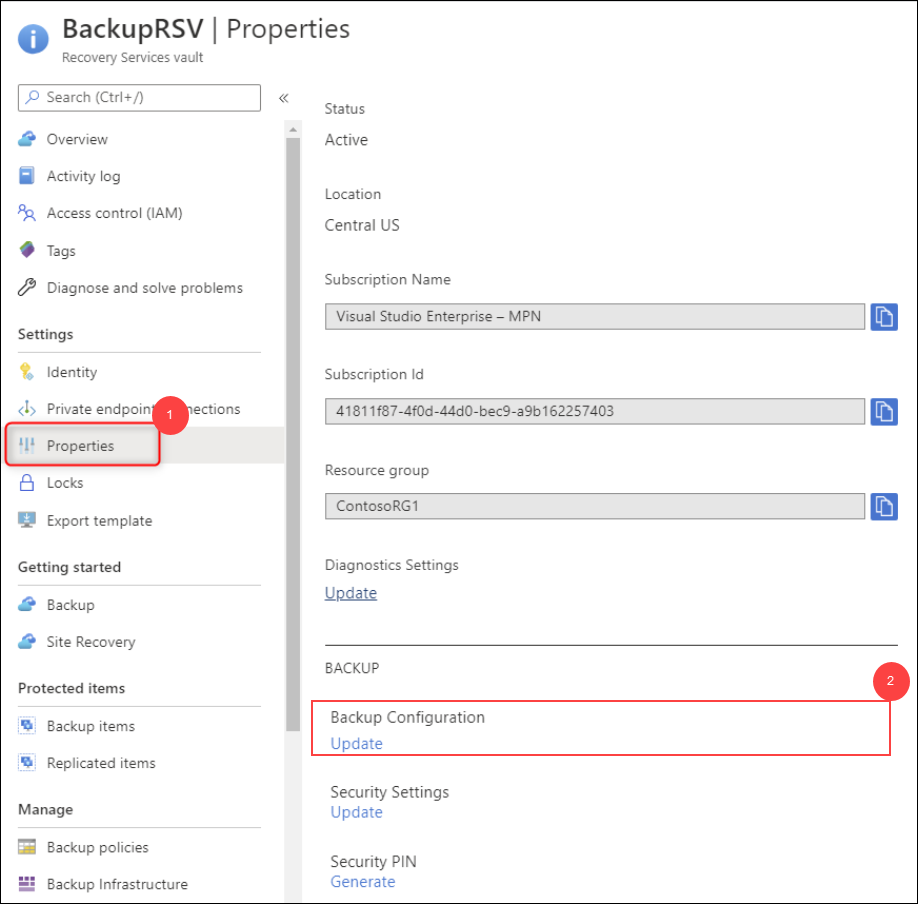 BackupRSV | Properties
Recovery Services vault
Search (Ctrl+/)
«
Overview
Activity log
Access control (IAM)
Tags
Diagnose and solve problems
Settings
Identity
Private endpoint nections
1
Properties
Locks
Export template
Getting started
Backup
Site Recovery
Protected items
Backup items
Replicated items
Manage
Backup policies
Backup Infrastructure
Status
Active
Location
Central US
Subscription Name
Visual Studio Enterprise – MPN
Subscription Id
41811f87-4f0d-44d0-bec9-a9b162257403
Resource group
ContosoRG1
Diagnostics Settings
Update
BACKUP
2
Backup Configuration
Update
Security Settings
Update
Security PIN
Generate